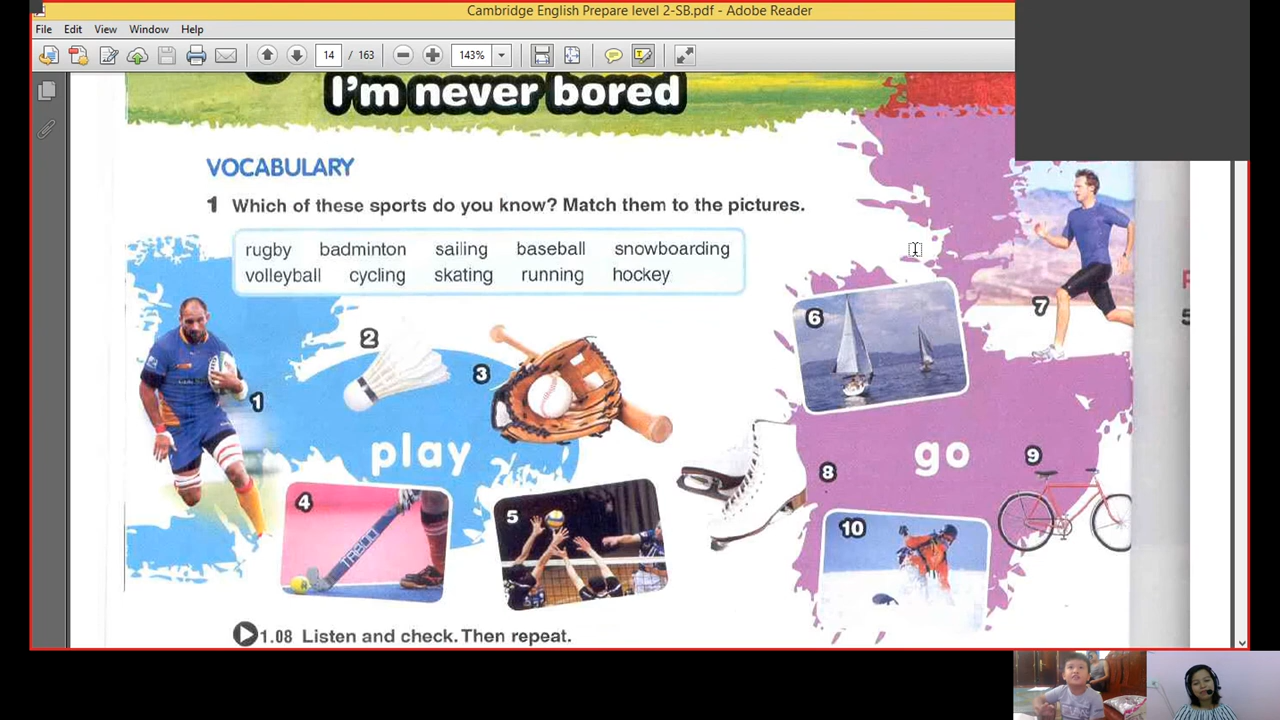 Cambridge English Prepare level 2-SB.pdf - Adobe Reader
File Edit View Window Help
14 / 163 143%
I'm never bored
VOCABULARY
1 Which of these sports do you know? Match them to the pictures.
rugby badminton sailing baseball snowboarding
volleyball cycling skating running hockey
1
2
3
play
4
5
6
7
8
go
9
10
1.08 Listen and check. Then repeat.